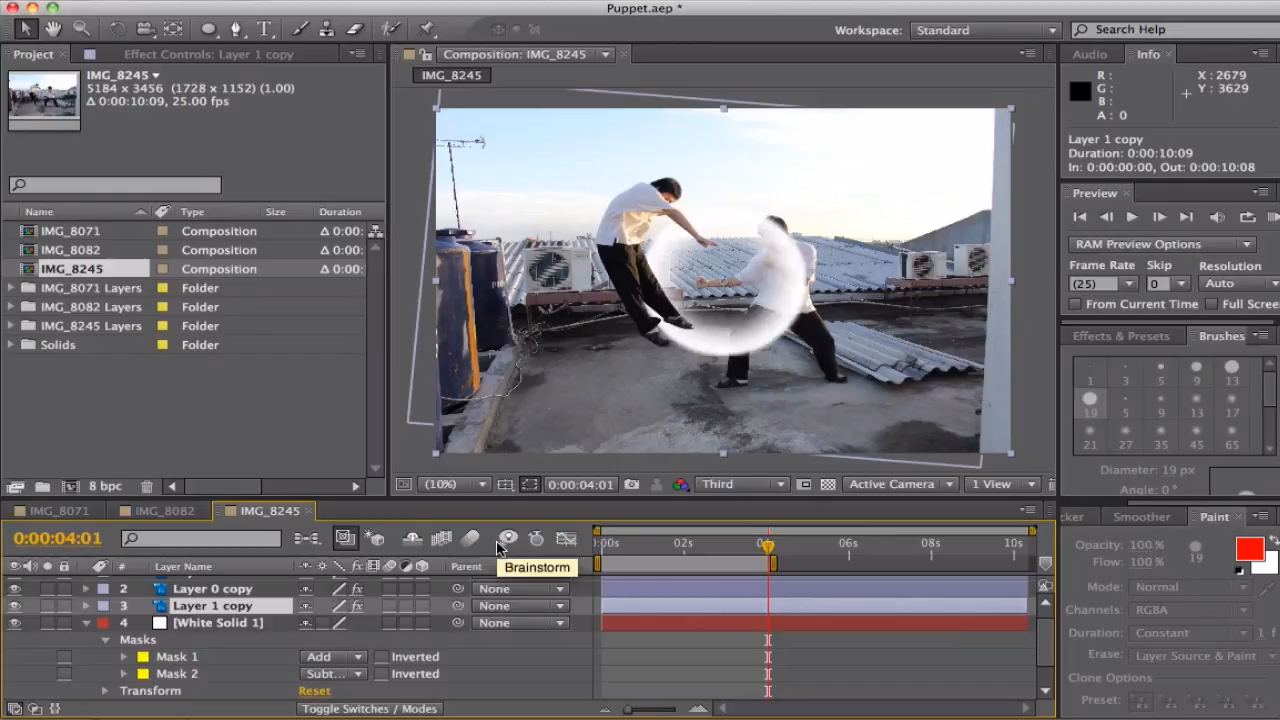 Puppet.aep *
Workspace: Standard Search Help
Project Effect Controls: Layer 1 copy
IMG_8245
5184 x 3456 (1728 x 1152) (1.00)
Δ 0:00:10:09, 25.00 fps
Name Type Size Duration
IMG_8071 Composition Δ 0:00:
IMG_8082 Composition Δ 0:00:
IMG_8245 Composition Δ 0:00:
IMG_8071 Layers Folder
IMG_8082 Layers Folder
IMG_8245 Layers Folder
Solids Folder
8 bpc
Composition: IMG_8245
IMG_8245
(10%) 0:00:04:01 Third Active Camera 1 View
Audio Info
R: X: 2679
G: Y: 3629
B:
A: 0
Layer 1 copy
Duration: 0:00:10:09
In: 0:00:00:00, Out: 0:00:10:08
Preview
RAM Preview Options
Frame Rate Skip Resolution
(25) 0 Auto
From Current Time Full Scree
Effects & Presets Brushes
1 3 5 9 13
19 5 9 13 17
21 27 35 45 65
Diameter: 19 px
Angle: 0°
IMG_8071 IMG_8082 IMG_8245
0:00:04:01
Brainstorm
:00s 02s 04s 06s 08s 10s
# Layer Name Parent
2 Layer 0 copy None
3 Layer 1 copy None
4 [White Solid 1] None
Masks
Mask 1 Add Inverted
Mask 2 Subt... Inverted
Transform Reset
Toggle Switches / Modes
cker Smoother Paint
Opacity: 100 %
Flow: 100 % 19
Mode: Normal
Channels: RGBA
Duration: Constant 1 f
Erase: Layer Source & Paint
Clone Options
Preset: